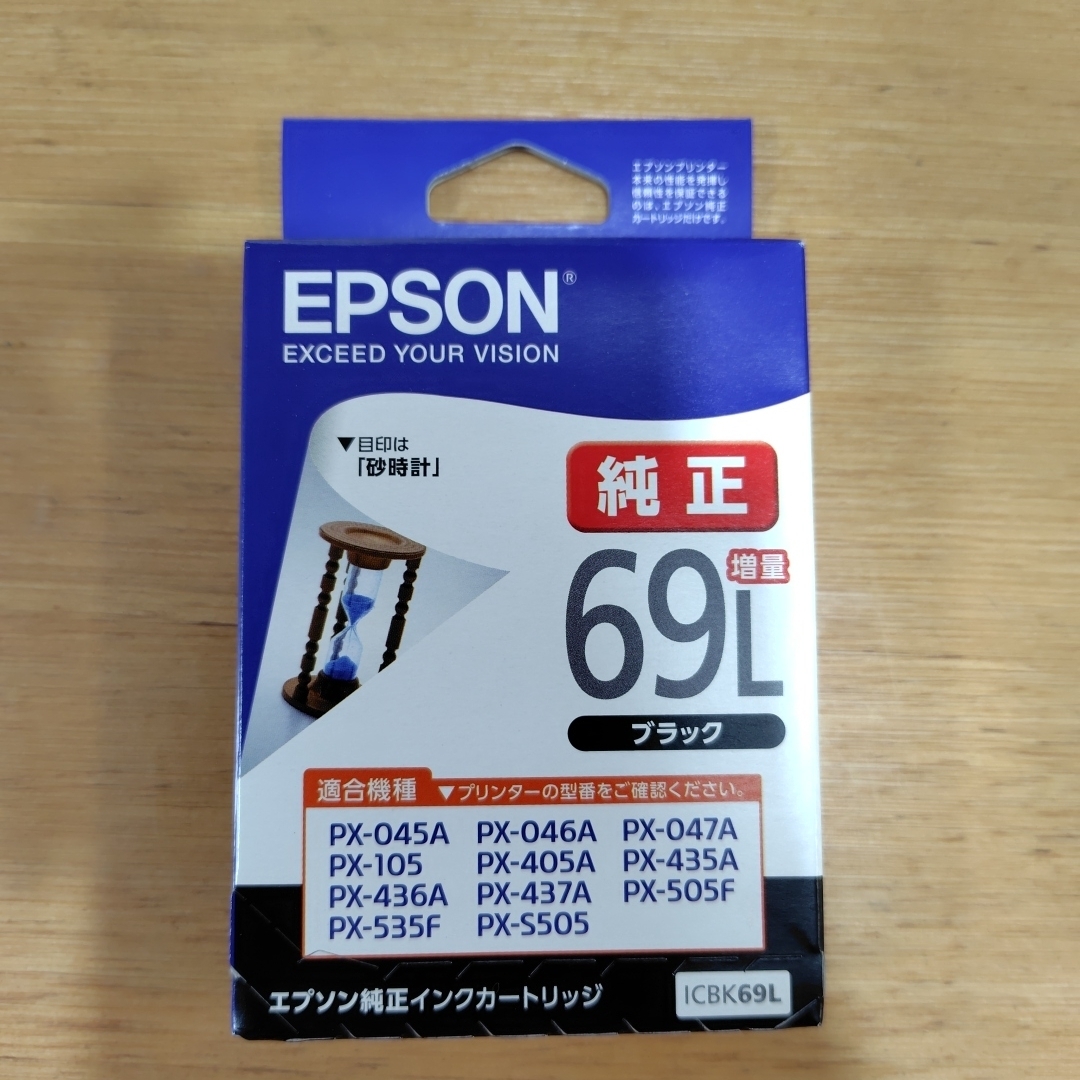 エプソンプリンター
本来の性能を発揮し
信頼性を保証できる
のは、エプソン純正
カートリッジだけです。
EPSON®
EXCEED YOUR VISION
▼目印は
「砂時計」
純正
増量
69L
ブラック
適合機種 ▼プリンターの型番をご確認ください。
PX-045A PX-046A PX-047A
PX-105 PX-405A PX-435A
PX-436A PX-437A PX-505F
PX-535F PX-S505
エプソン純正インクカートリッジ
ICBK69L